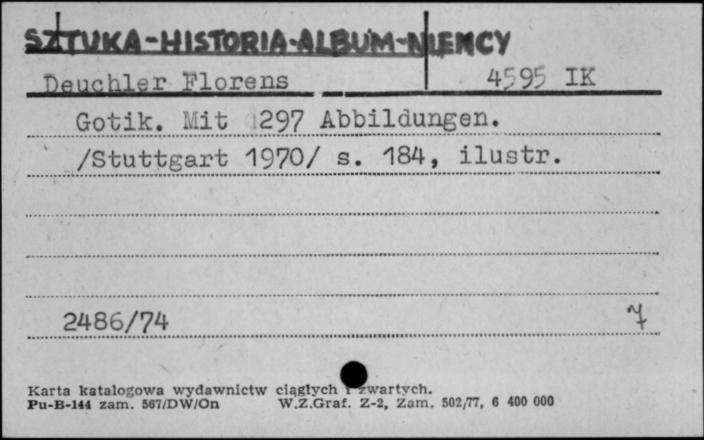 SZTUKA-HISTORIA-ALBUM-NIEMCY
Deuchler Florens 4595 IK
Gotik. Mit 297 Abbildungen.
/Stuttgart 1970/ s. 184, ilustr.
2486/74 7
Karta katalogowa wydawnictw ciągłych i zwartych.
Pu-B-144 zam. 567/DW/On W.Z.Graf. Z-2, Zam. 502/77, 6 400 000